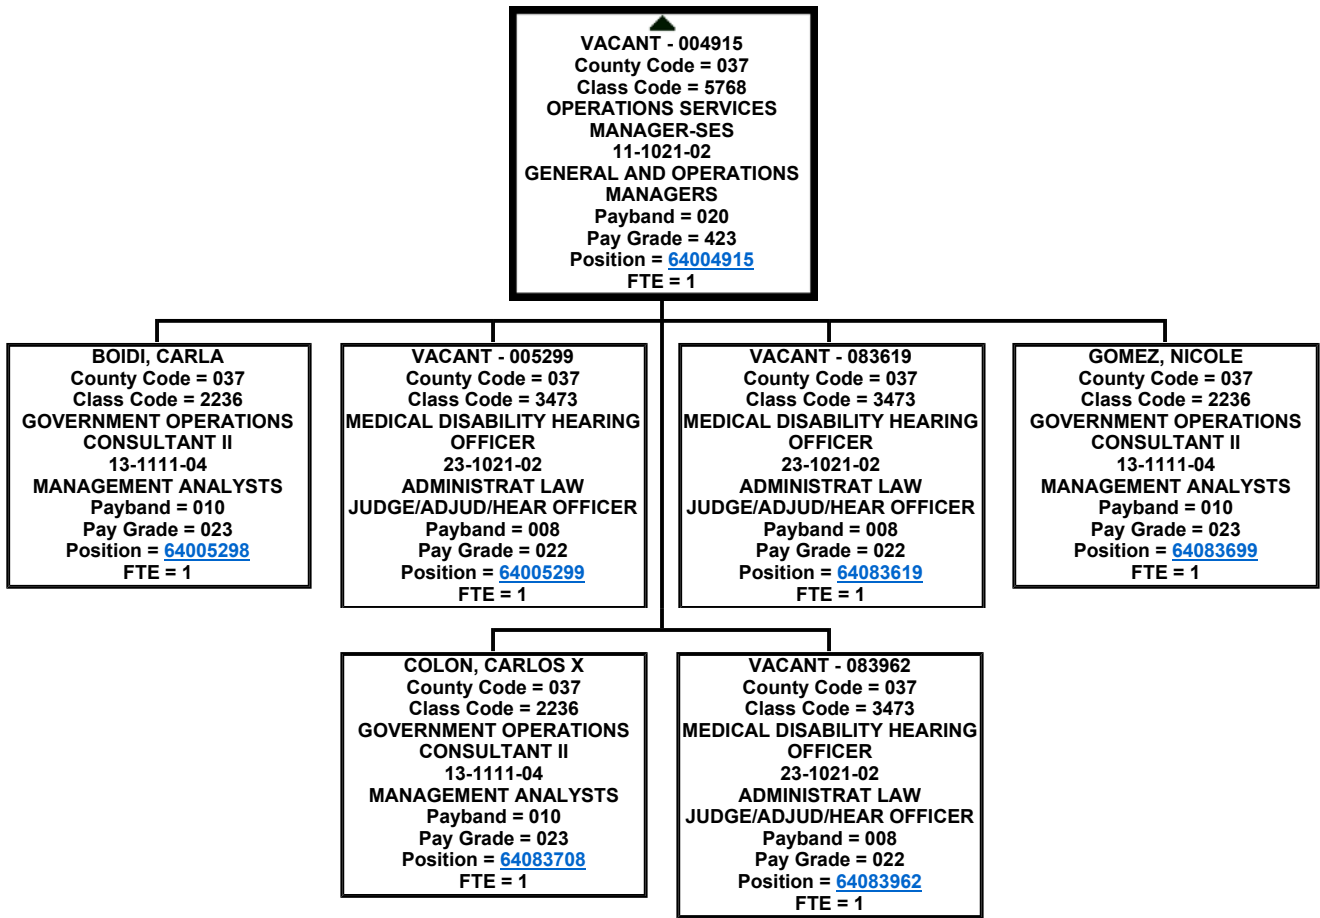 VACANT - 004915
County Code = 037
Class Code = 5768
OPERATIONS SERVICES
MANAGER-SES
11-1021-02
GENERAL AND OPERATIONS
MANAGERS
Payband = 020
Pay Grade = 423
Position = 64004915
FTE = 1
BOIDI, CARLA
County Code = 037
Class Code = 2236
GOVERNMENT OPERATIONS
CONSULTANT II
13-1111-04
MANAGEMENT ANALYSTS
Payband = 010
Pay Grade = 023
Position = 64005298
FTE = 1
VACANT - 005299
County Code = 037
Class Code = 3473
MEDICAL DISABILITY HEARING
OFFICER
23-1021-02
ADMINISTRAT LAW
JUDGE/ADJUD/HEAR OFFICER
Payband = 008
Pay Grade = 022
Position = 64005299
FTE = 1
VACANT - 083619
County Code = 037
Class Code = 3473
MEDICAL DISABILITY HEARING
OFFICER
23-1021-02
ADMINISTRAT LAW
JUDGE/ADJUD/HEAR OFFICER
Payband = 008
Pay Grade = 022
Position = 64083619
FTE = 1
GOMEZ, NICOLE
County Code = 037
Class Code = 2236
GOVERNMENT OPERATIONS
CONSULTANT II
13-1111-04
MANAGEMENT ANALYSTS
Payband = 010
Pay Grade = 023
Position = 64083699
FTE = 1
COLON, CARLOS X
County Code = 037
Class Code = 2236
GOVERNMENT OPERATIONS
CONSULTANT II
13-1111-04
MANAGEMENT ANALYSTS
Payband = 010
Pay Grade = 023
Position = 64083708
FTE = 1
VACANT - 083962
County Code = 037
Class Code = 3473
MEDICAL DISABILITY HEARING
OFFICER
23-1021-02
ADMINISTRAT LAW
JUDGE/ADJUD/HEAR OFFICER
Payband = 008
Pay Grade = 022
Position = 64083962
FTE = 1